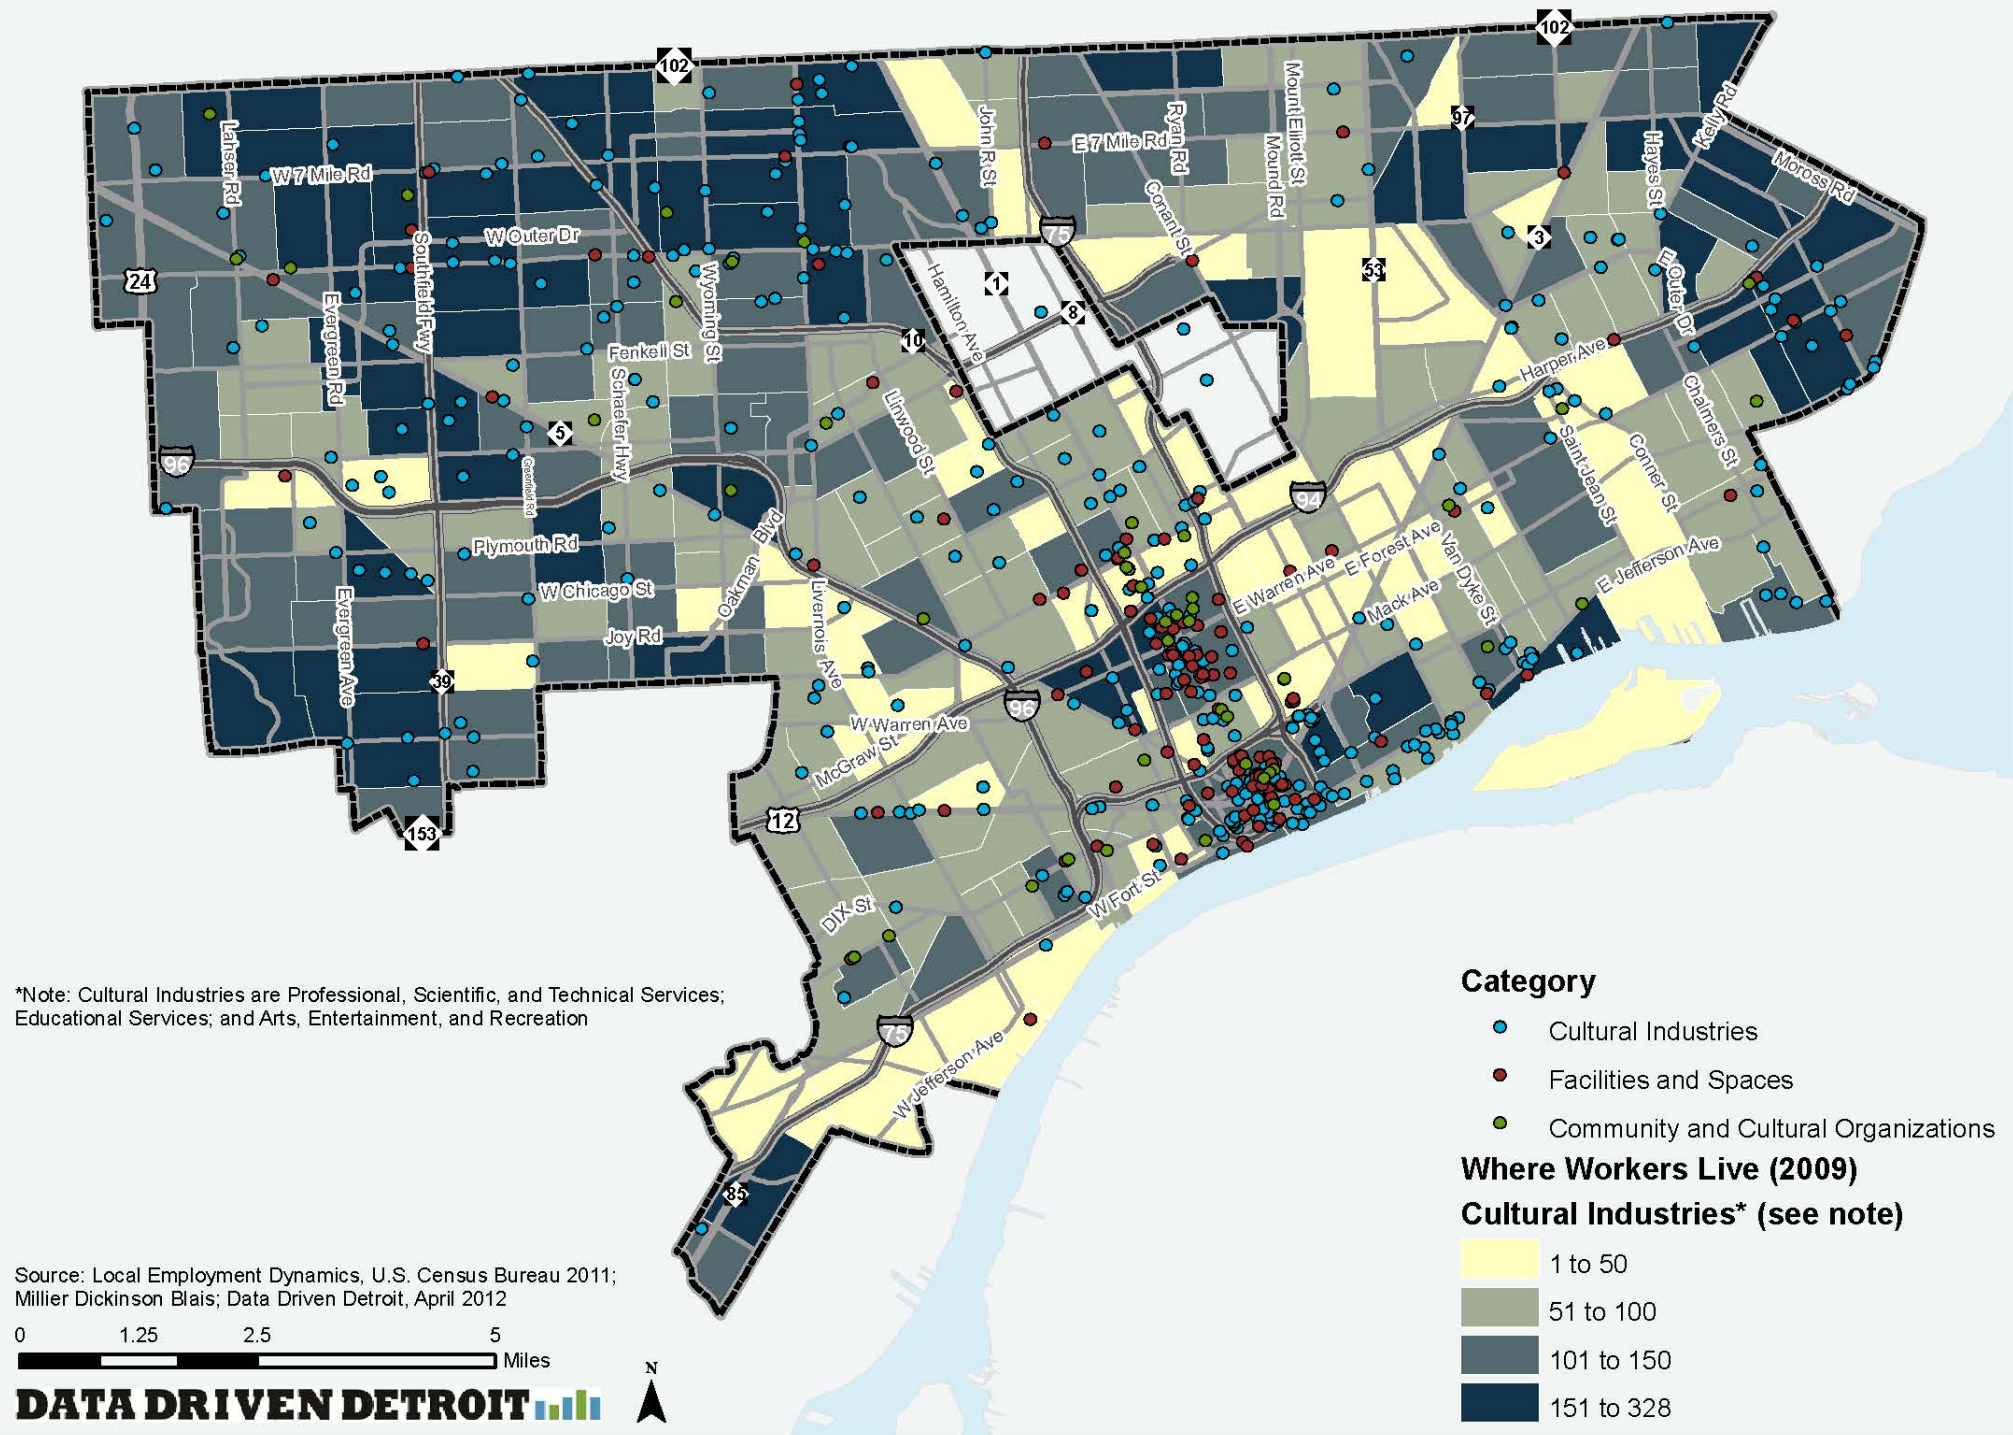 102
102
97
Lahser Rd
W 7 Mile Rd
John R St
E 7 Mile Rd
Ryan Rd
Mount Elliott St
Mound Rd
Conant St
Hayes St
Kelly Rd
Moross Rd
24
Southfield Fwy
W Outer Dr
Wyoming St
75
3
53
1
8
Hamilton Ave
E Outer Dr
Evergreen Rd
10
Fenkell St
Schaefer Hwy
Linwood St
Harper Ave
Chalmers St
5
96
Greenfield Rd
94
Saint Jean St
Conner St
Plymouth Rd
Oakman Blvd
W Chicago St
Joy Rd
Evergreen Ave
39
Livernois Ave
E Warren Ave
E Forest Ave
Mack Ave
Van Dyke St
E Jefferson Ave
96
W Warren Ave
McGraw St
12
153
DIX St
W Fort St
75
W Jefferson Ave
85
*Note: Cultural Industries are Professional, Scientific, and Technical Services;
Educational Services; and Arts, Entertainment, and Recreation
Source: Local Employment Dynamics, U.S. Census Bureau 2011;
Millier Dickinson Blais; Data Driven Detroit, April 2012
0 1.25 2.5 5
Miles
DATA DRIVEN DETROIT
N
Category
Cultural Industries
Facilities and Spaces
Community and Cultural Organizations
Where Workers Live (2009)
Cultural Industries* (see note)
1 to 50
51 to 100
101 to 150
151 to 328